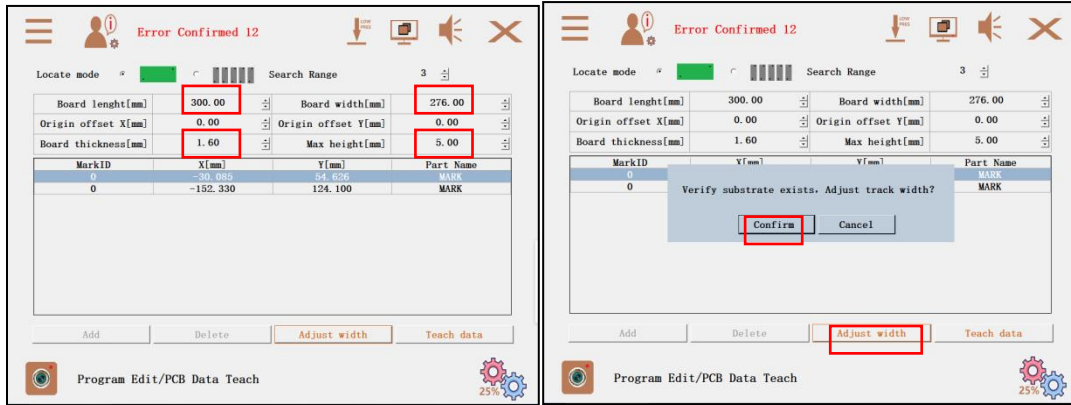 Error Confirmed 12
LOW PRES
Locate mode Search Range 3
Board lenght[mm] 300.00 Board width[mm] 276.00
Origin offset X[mm] 0.00 Origin offset Y[mm] 0.00
Board thickness[mm] 1.60 Max height[mm] 5.00
MarkID X[mm] Y[mm] Part Name
0 -30.085 54.626 MARK
0 -152.330 124.100 MARK
Add Delete Adjust width Teach data
Program Edit/PCB Data Teach
25%
Error Confirmed 12
LOW PRES
Locate mode Search Range 3
Board lenght[mm] 300.00 Board width[mm] 276.00
Origin offset X[mm] 0.00 Origin offset Y[mm] 0.00
Board thickness[mm] 1.60 Max height[mm] 5.00
MarkID X[mm] Y[mm] Part Name
0 MARK
0 MARK
Verify substrate exists, Adjust track width?
Confirm Cancel
Add Delete Adjust width Teach data
Program Edit/PCB Data Teach
25%